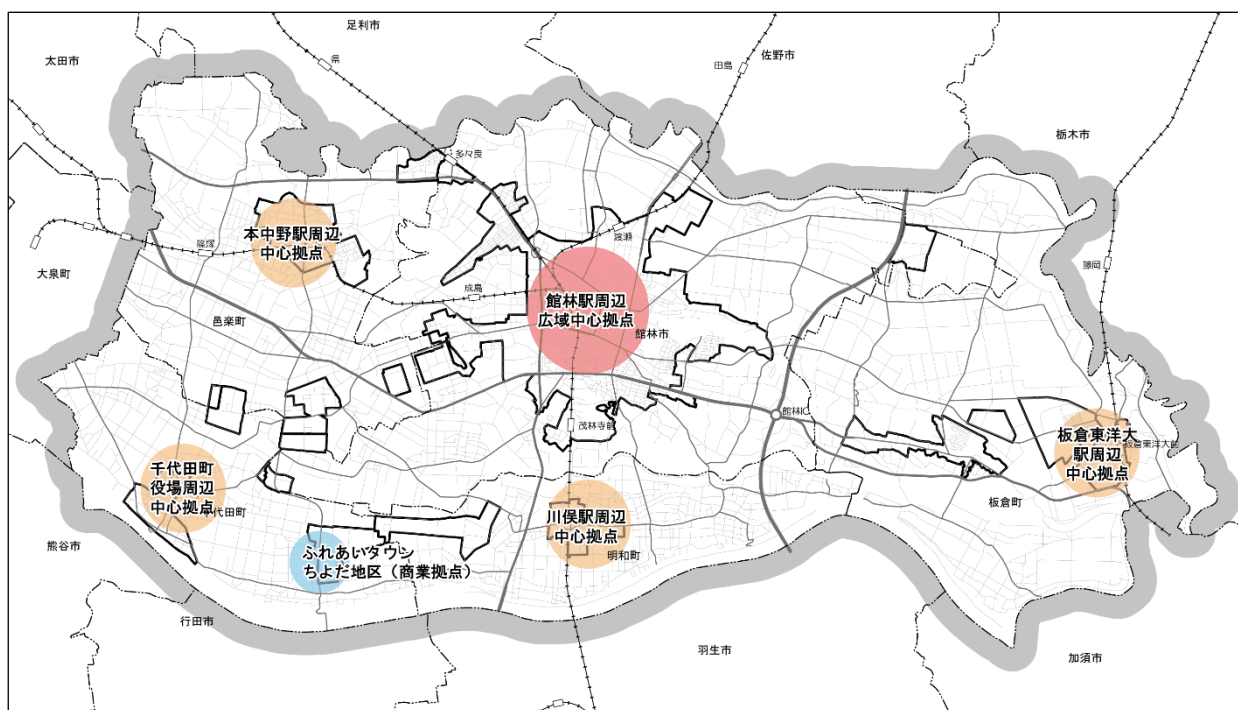 足利市
太田市
県
田島
佐野市
栃木市
多々良
本中野駅周辺
中心拠点
篠塚
渡瀬
藤岡
大泉町
成島
館林駅周辺
広域中心拠点
邑楽町
館林市
館林IC
茂林寺前
板倉東洋大
駅周辺
中心拠点
板倉東洋大前
千代田町
役場周辺
中心拠点
代田町
板倉町
川俣駅周辺
中心拠点
明和町
熊谷市
ふれあいタウン
ちよだ地区（商業拠点）
行田市
羽生市
加須市